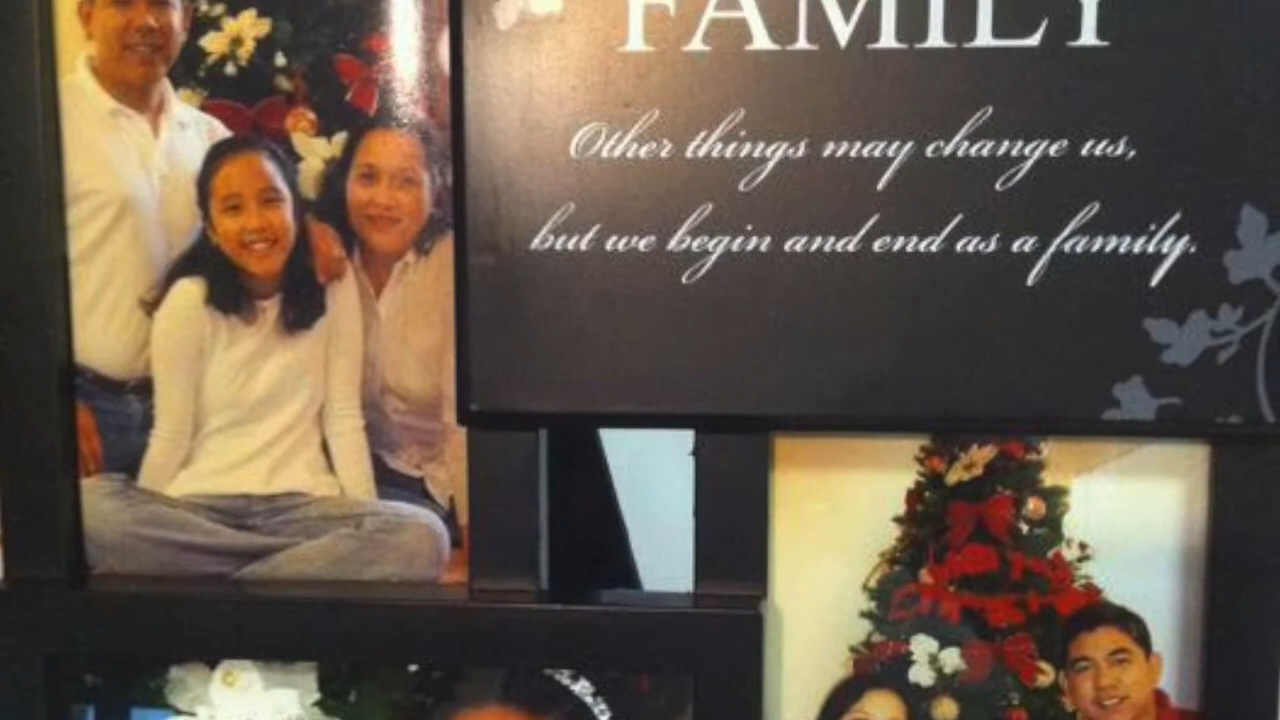 FAMILY
Other things may change us,
but we begin and end as a family.